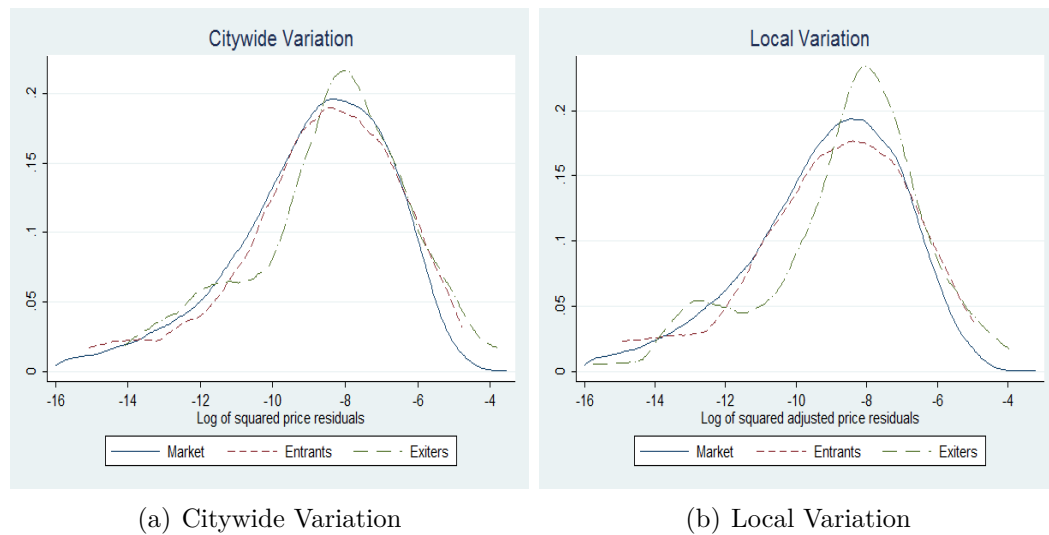 Citywide Variation
.2
.15
.1
.05
0
-16 -14 -12 -10 -8 -6 -4
Log of squared price residuals
Market Entrants Exiters
(a) Citywide Variation
Local Variation
.2
.15
.1
.05
0
-16 -14 -12 -10 -8 -6 -4
Log of squared adjusted price residuals
Market Entrants Exiters
(b) Local Variation